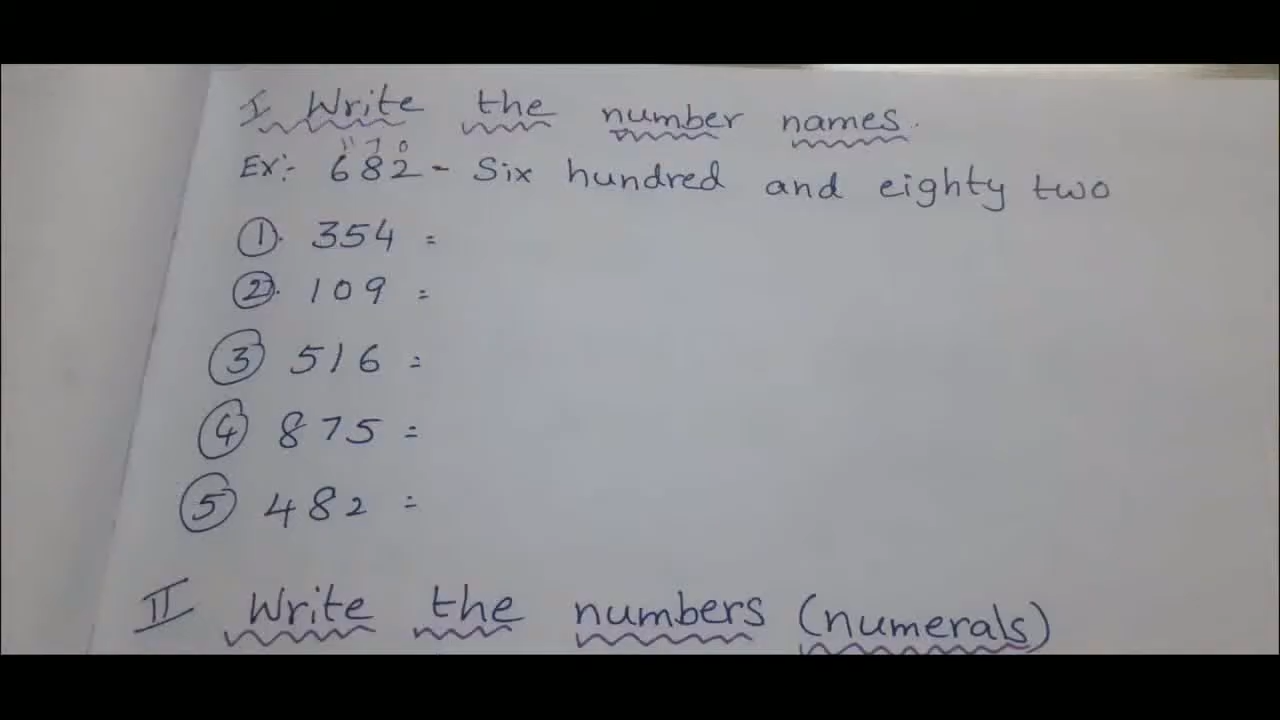 I Write the number names.
H T O
Ex:- 682 - Six hundred and eighty two
1. 354 =
2. 109 =
3 516 =
4 875 =
5 482 =
II Write the numbers (numerals)